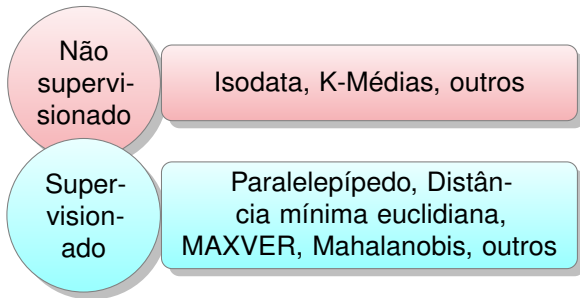 Não
supervi-
sionado
Isodata, K-Médias, outros
Super-
vision-
ado
Paralelepípedo, Distân-
cia mínima euclidiana,
MAXVER, Mahalanobis, outros